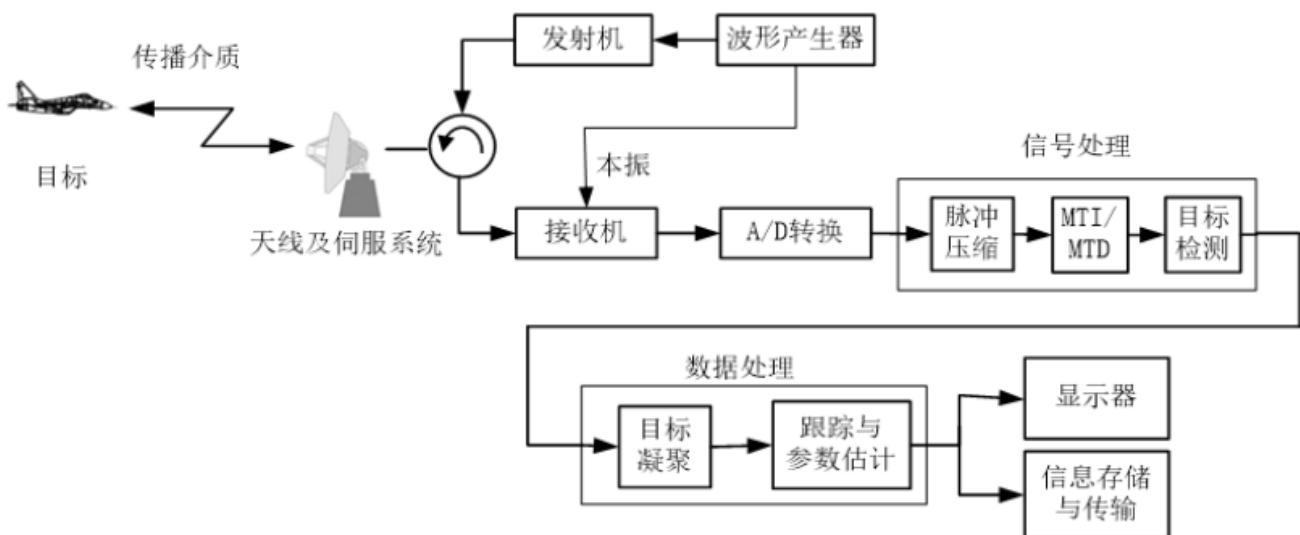 发射机
波形产生器
传播介质
目标
本振
信号处理
天线及伺服系统
接收机
A/D转换
脉冲
压缩
MTI/
MTD
目标
检测
数据处理
目标
凝聚
跟踪与
参数估计
显示器
信息存储
与传输